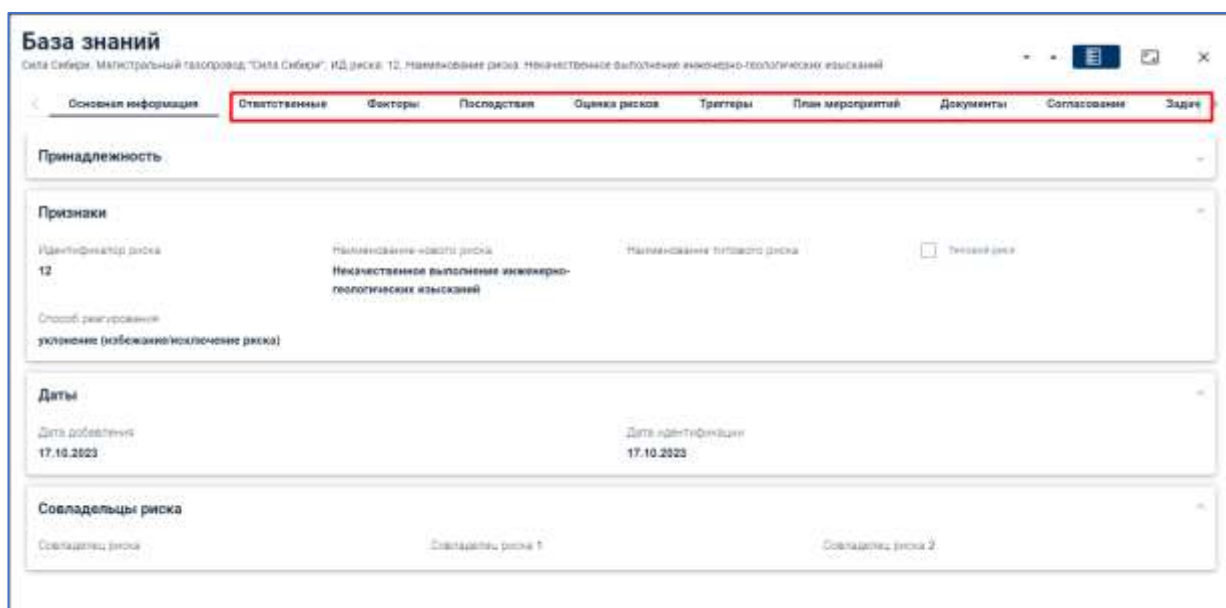 База знаний
Сила Сибири, Магистральный газопровод "Сила Сибири", ИД риска: 12, Наименование риска: Некачественное выполнение инженерно-геологических изысканий
Основная информация Ответственные Факторы Последствия Оценка рисков Триггеры План мероприятий Документы Согласование Задач
Принадлежность
Признаки
Идентификатор риска Наименование нового риска Наименование типового риска Типовой риск
12 Некачественное выполнение инженерно-
геологических изысканий
Способ реагирования
уклонение (избежание/исключение риска)
Даты
Дата добавления Дата идентификации
17.10.2023 17.10.2023
Совладельцы риска
Совладелец риска Совладелец риска 1 Совладелец риска 2